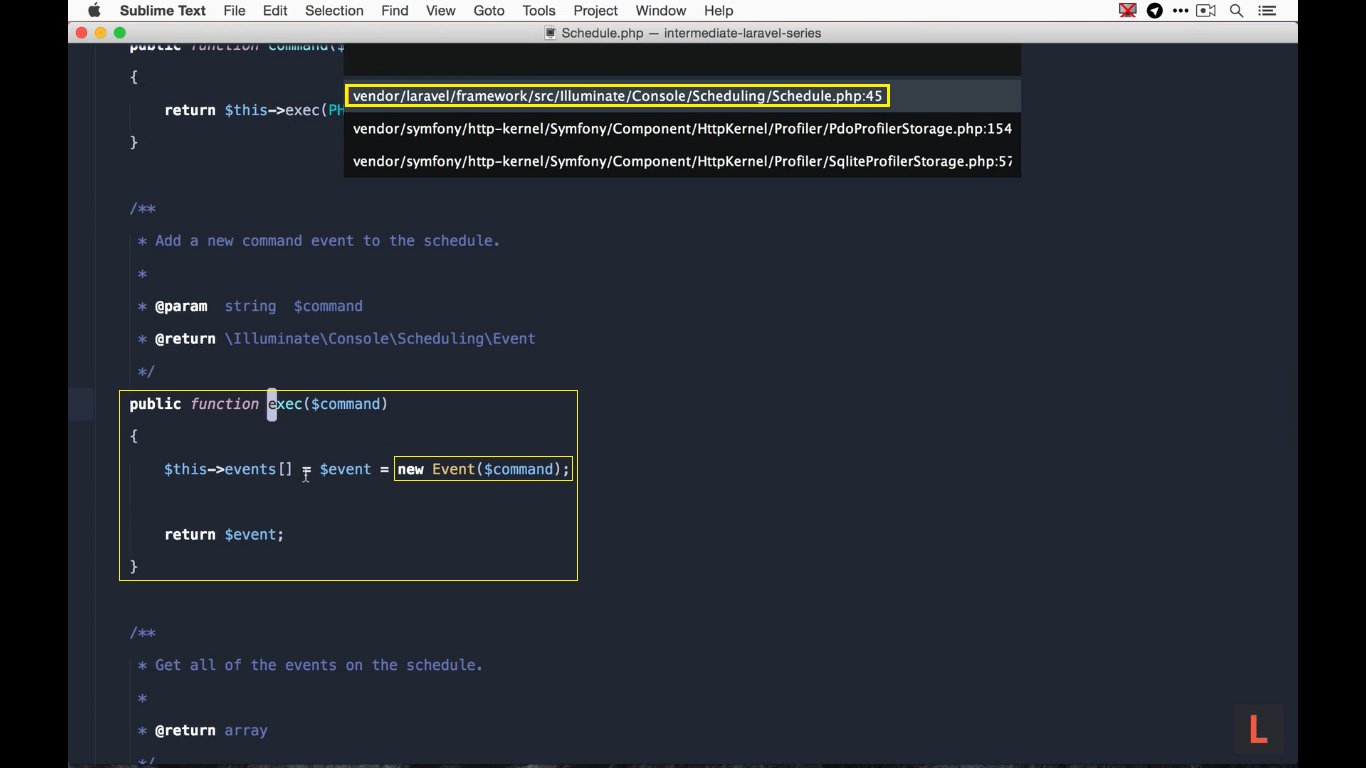 Sublime Text File Edit Selection Find View Goto Tools Project Window Help
Schedule.php — intermediate-laravel-series
public function command($
{
return $this->exec(PH
}
vendor/laravel/framework/src/Illuminate/Console/Scheduling/Schedule.php:45
vendor/symfony/http-kernel/Symfony/Component/HttpKernel/Profiler/PdoProfilerStorage.php:154
vendor/symfony/http-kernel/Symfony/Component/HttpKernel/Profiler/SqliteProfilerStorage.php:57
/**
* Add a new command event to the schedule.
*
* @param string $command
* @return \Illuminate\Console\Scheduling\Event
*/
public function exec($command)
{
$this->events[] = $event = new Event($command);
return $event;
}
/**
* Get all of the events on the schedule.
*
* @return array
*/
L